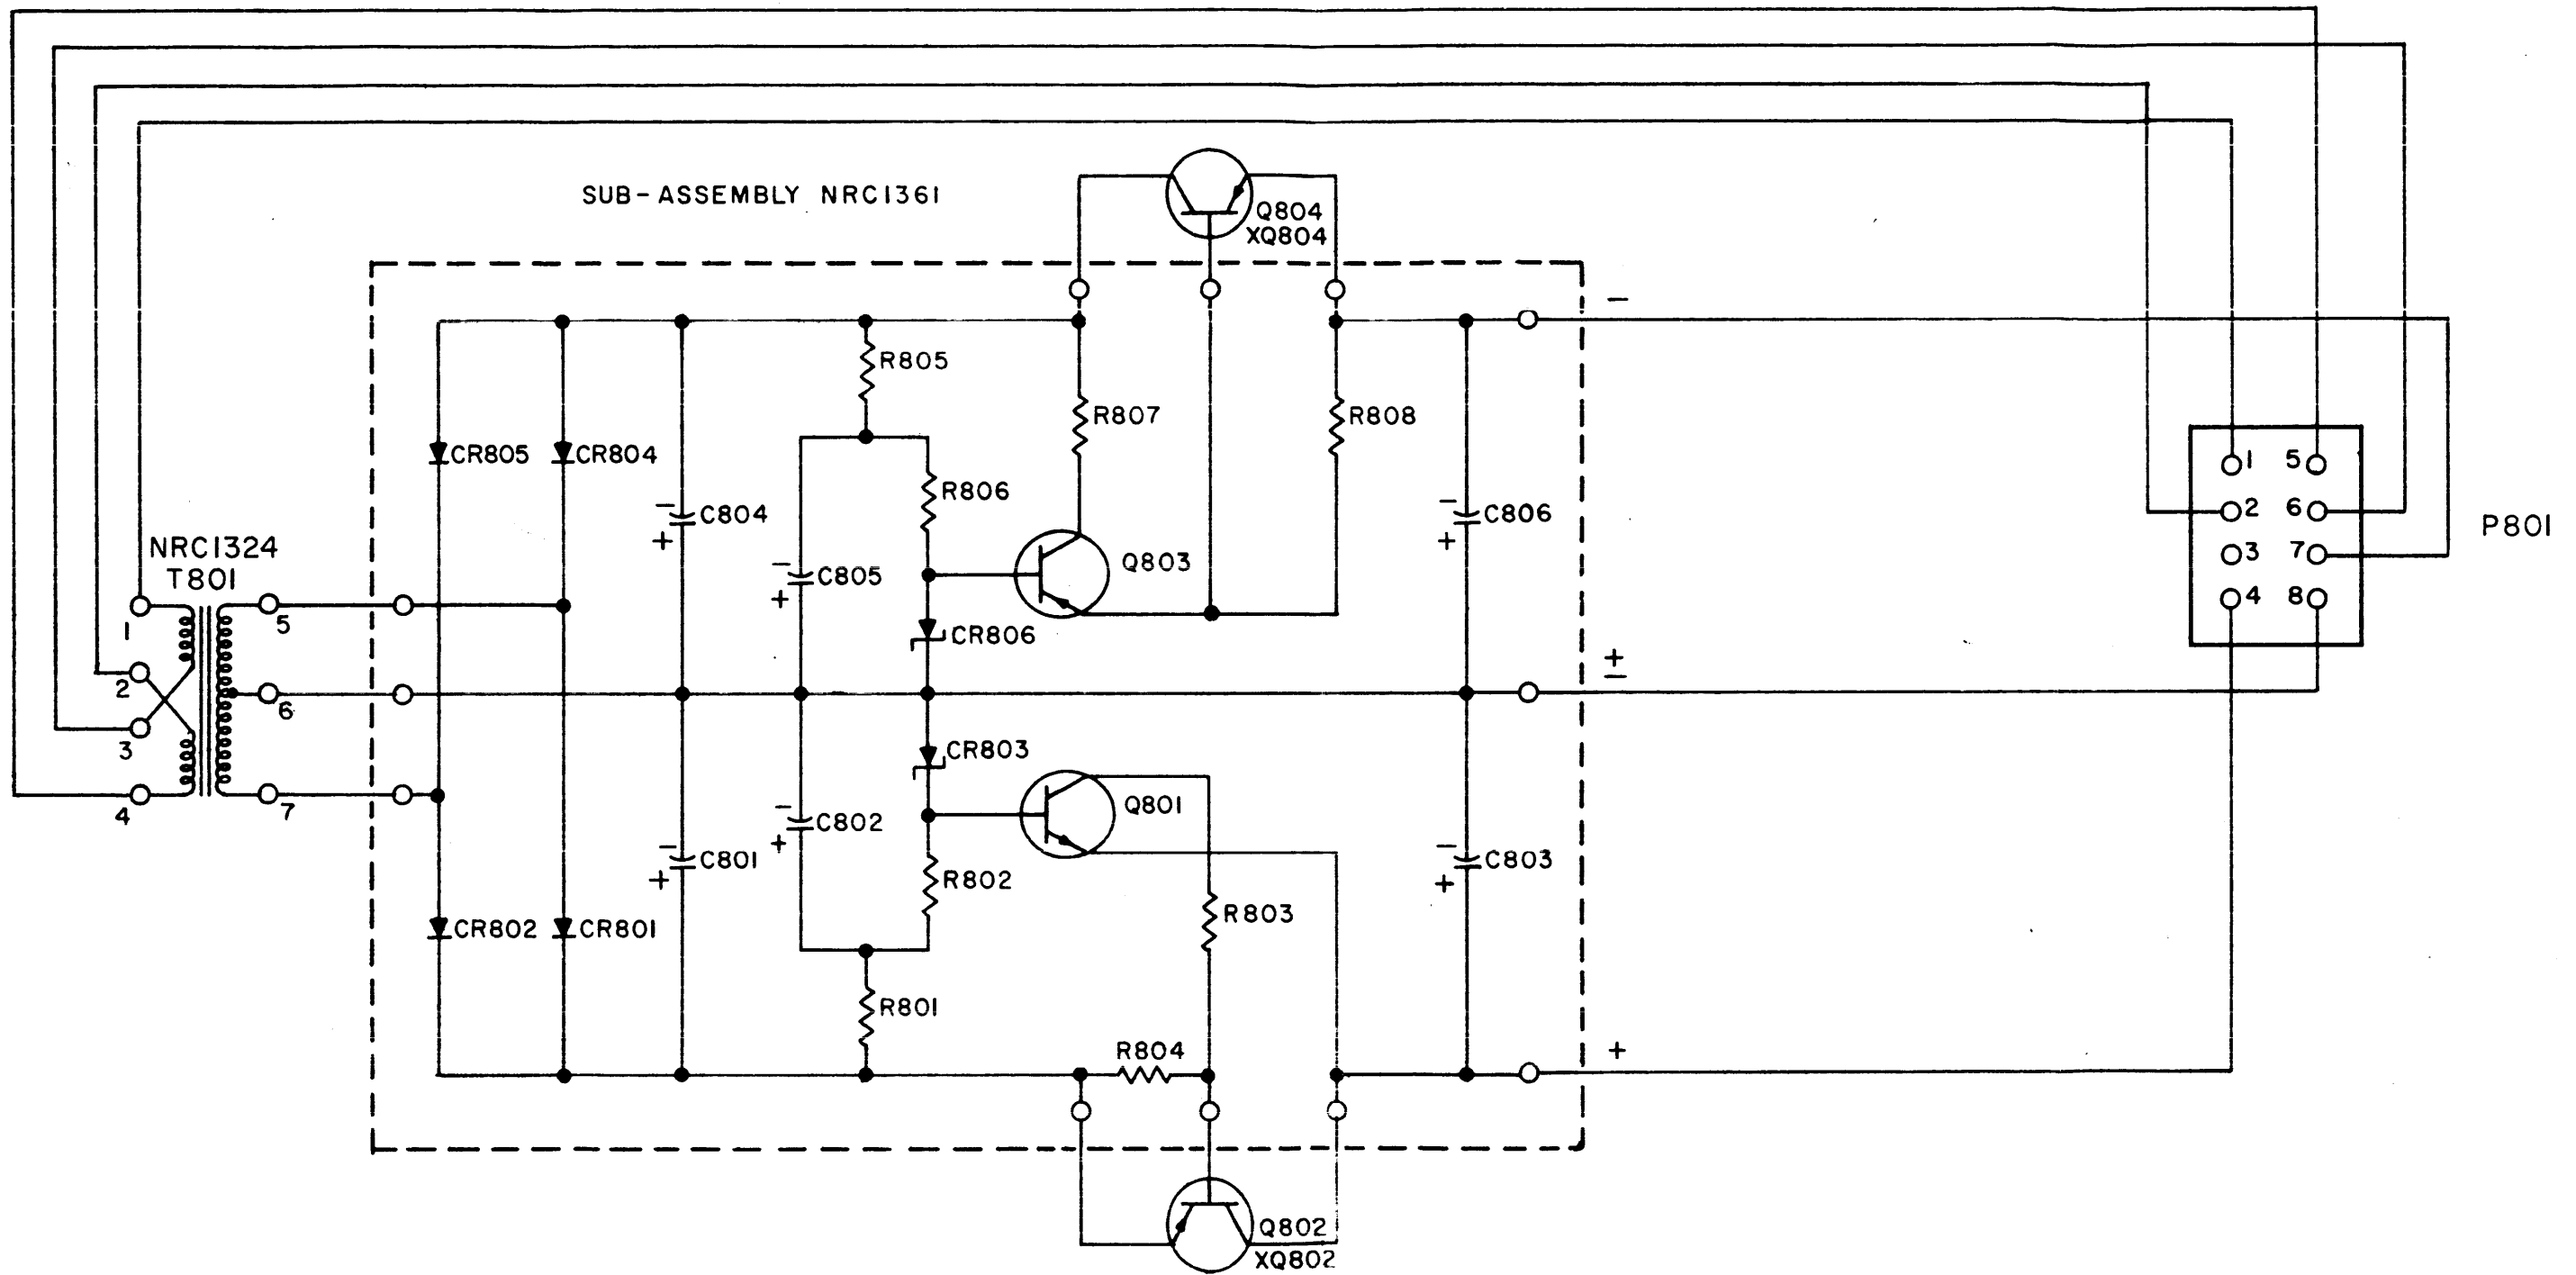 SUB-ASSEMBLY NRC1361
Q804
XQ804
−
R805
R807
R808
CR805
CR804
1
5
R806
−
C804
+
−
C806
+
2
6
P801
NRC1324
T801
−
C805
+
Q803
3
7
4
8
1
5
CR806
+
−
2
6
3
CR803
4
7
−
C802
+
Q801
−
C801
+
−
C803
+
R802
CR802
CR801
R803
R801
R804
+
Q802
XQ802